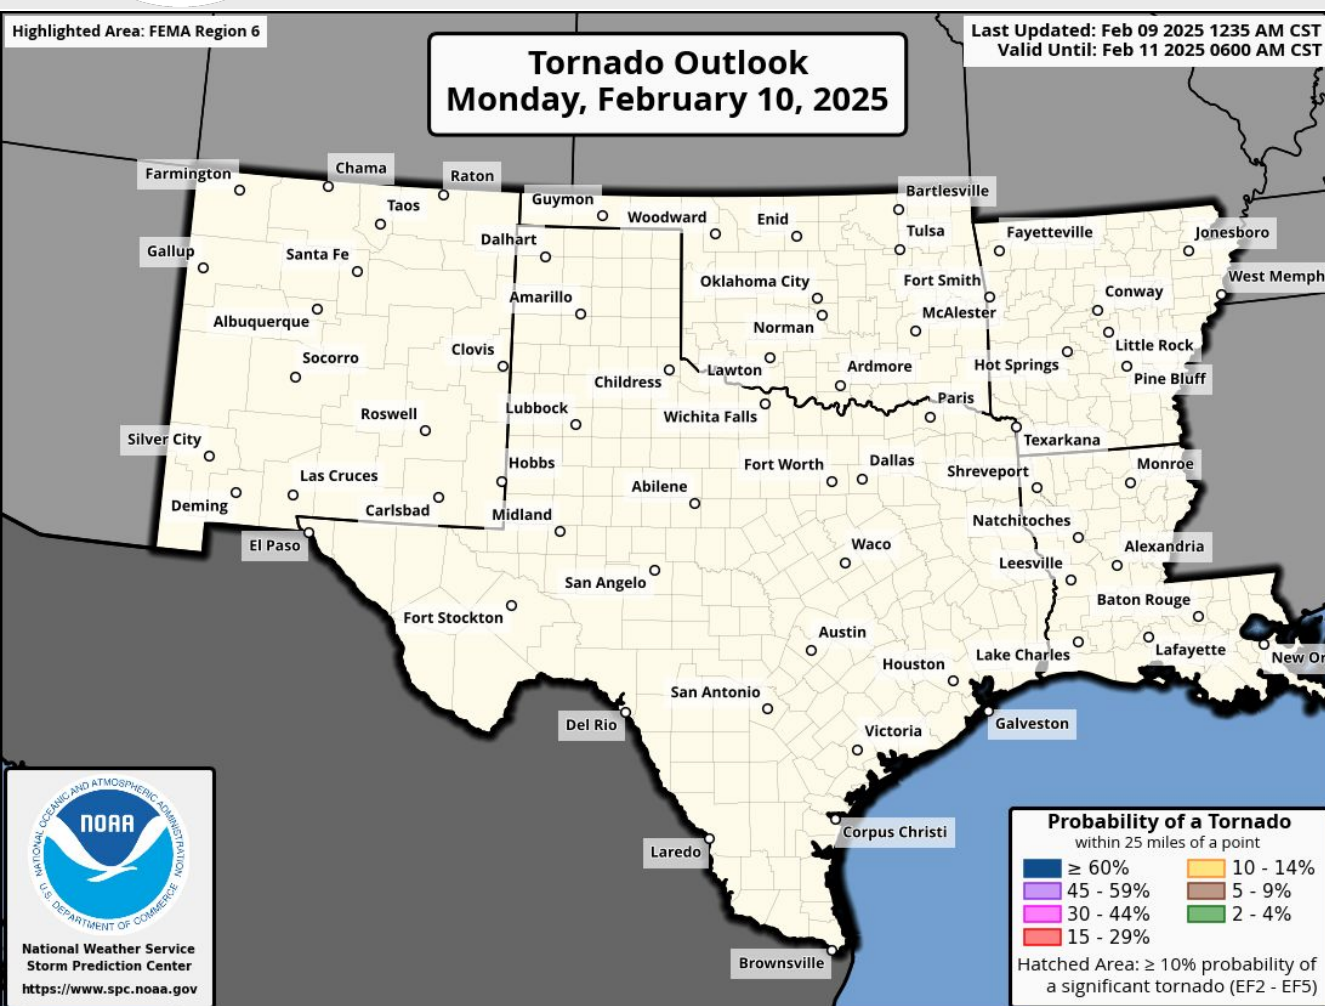 Highlighted Area: FEMA Region 6
Last Updated: Feb 09 2025 1235 AM CST
Valid Until: Feb 11 2025 0600 AM CST
Tornado Outlook
Monday, February 10, 2025
Farmington
Chama
Raton
Taos
Guymon
Woodward
Enid
Bartlesville
Tulsa
Fayetteville
Jonesboro
Gallup
Santa Fe
Dalhart
Amarillo
Oklahoma City
Fort Smith
Conway
West Memph
Albuquerque
Norman
McAlester
Little Rock
Socorro
Clovis
Childress
Lawton
Ardmore
Hot Springs
Pine Bluff
Roswell
Lubbock
Wichita Falls
Paris
Texarkana
Silver City
Las Cruces
Hobbs
Abilene
Fort Worth
Dallas
Shreveport
Monroe
Deming
Carlsbad
Midland
Natchitoches
El Paso
San Angelo
Waco
Leesville
Alexandria
Fort Stockton
Austin
Baton Rouge
Houston
Lake Charles
Lafayette
New Or
San Antonio
Del Rio
Victoria
Galveston
Corpus Christi
Laredo
Brownsville
NATIONAL OCEANIC AND ATMOSPHERIC ADMINISTRATION
NOAA
U.S. DEPARTMENT OF COMMERCE
National Weather Service
Storm Prediction Center
https://www.spc.noaa.gov
Probability of a Tornado
within 25 miles of a point
≥ 60%
10 - 14%
45 - 59%
5 - 9%
30 - 44%
2 - 4%
15 - 29%
Hatched Area: ≥ 10% probability of
a significant tornado (EF2 - EF5)